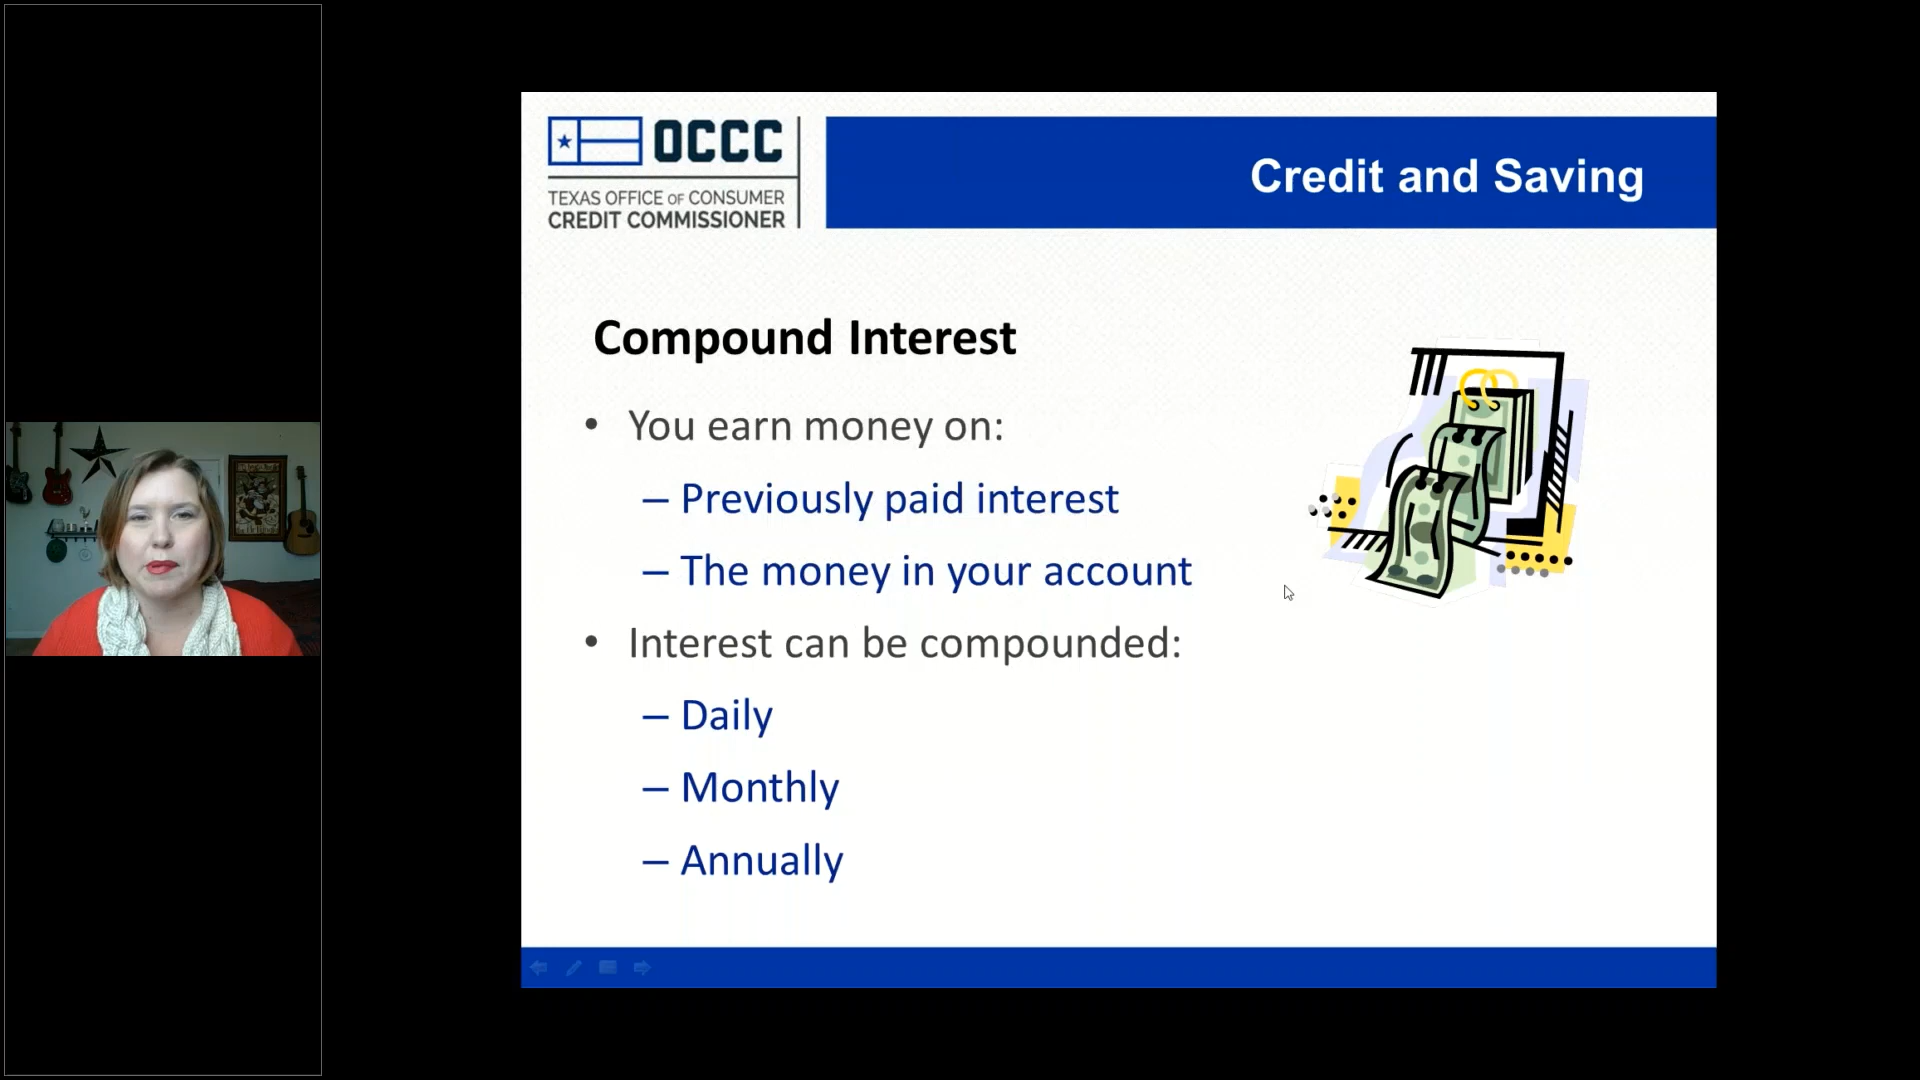 OCCC
TEXAS OFFICE OF CONSUMER
CREDIT COMMISSIONER
Credit and Saving
Compound Interest
• You earn money on:
– Previously paid interest
– The money in your account
• Interest can be compounded:
– Daily
– Monthly
– Annually